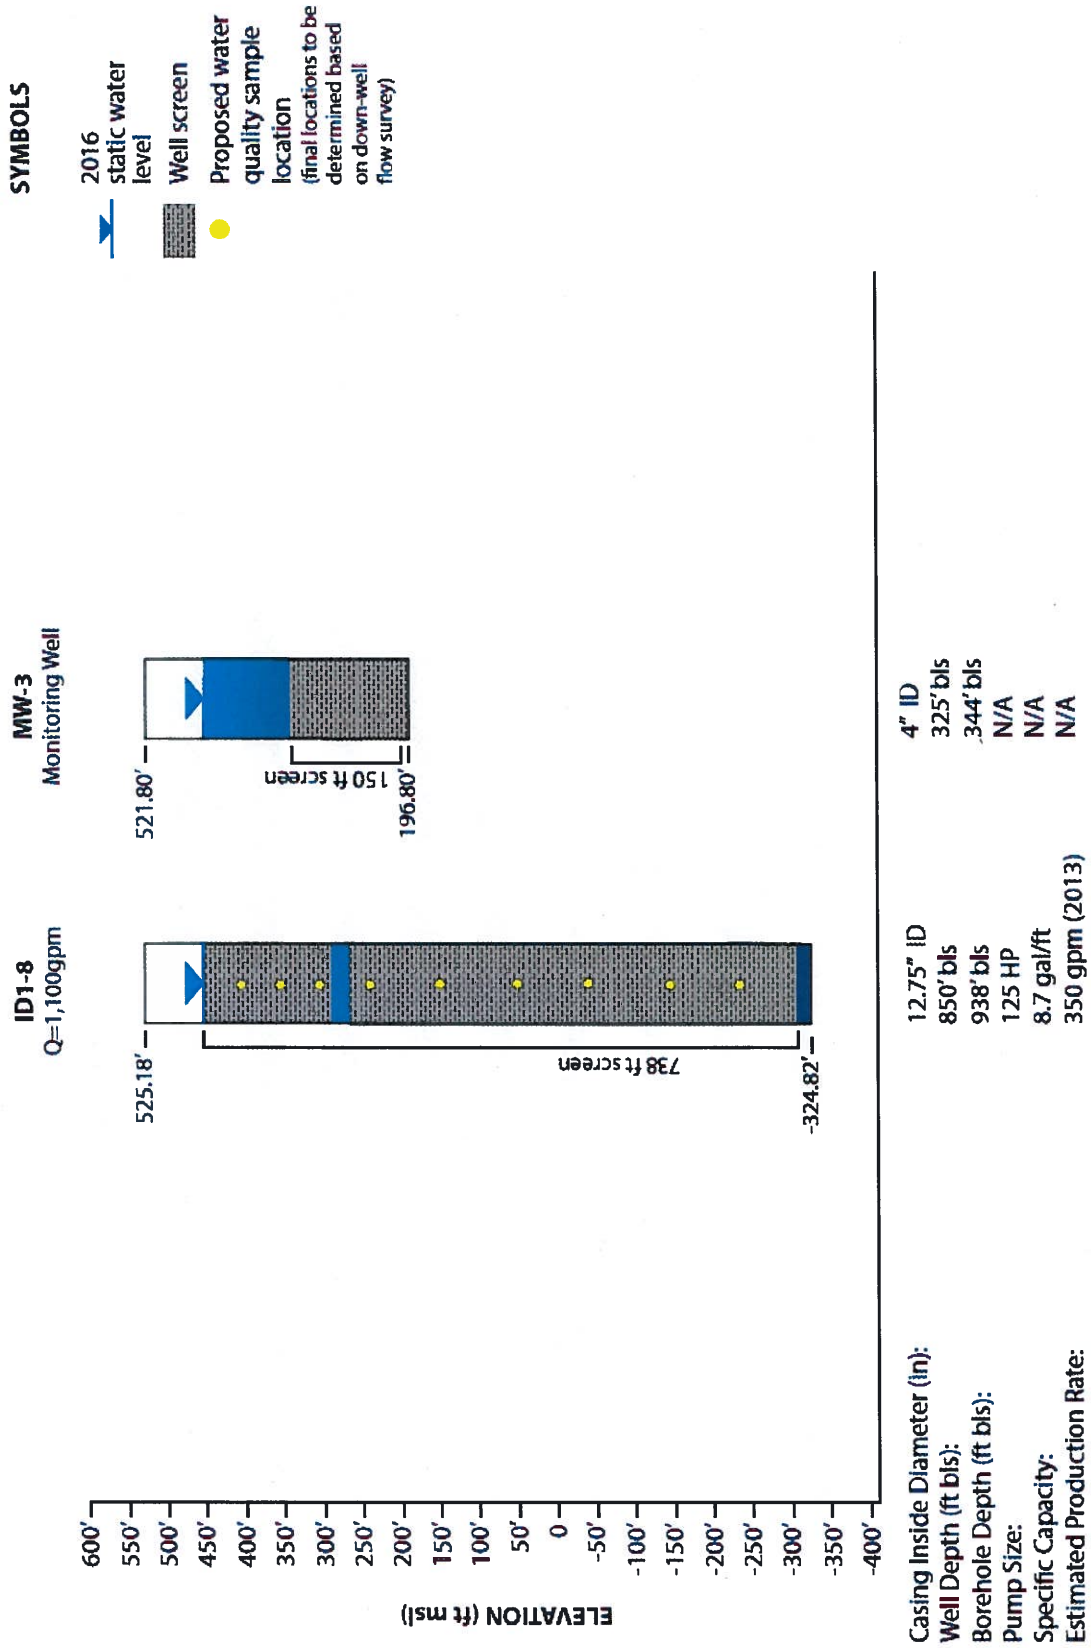 SYMBOLS
2016
static water
level
Well screen
Proposed water
quality sample
location
(final locations to be
determined based
on down-well
flow survey)
ID1-8
Q=1,100gpm
MW-3
Monitoring Well
525.18'
738 ft screen
-324.82'
521.80'
150 ft screen
196.80'
ELEVATION (ft msl)
600'
550'
500'
450'
400'
350'
300'
250'
200'
150'
100'
50'
0
-50'
-100'
-150'
-200'
-250'
-300'
-350'
-400'
Casing Inside Diameter (in): 12.75" ID 4" ID
Well Depth (ft bls): 850' bls 325' bls
Borehole Depth (ft bls): 938' bls 344' bls
Pump Size: 125 HP N/A
Specific Capacity: 8.7 gal/ft N/A
Estimated Production Rate: 350 gpm (2013) N/A